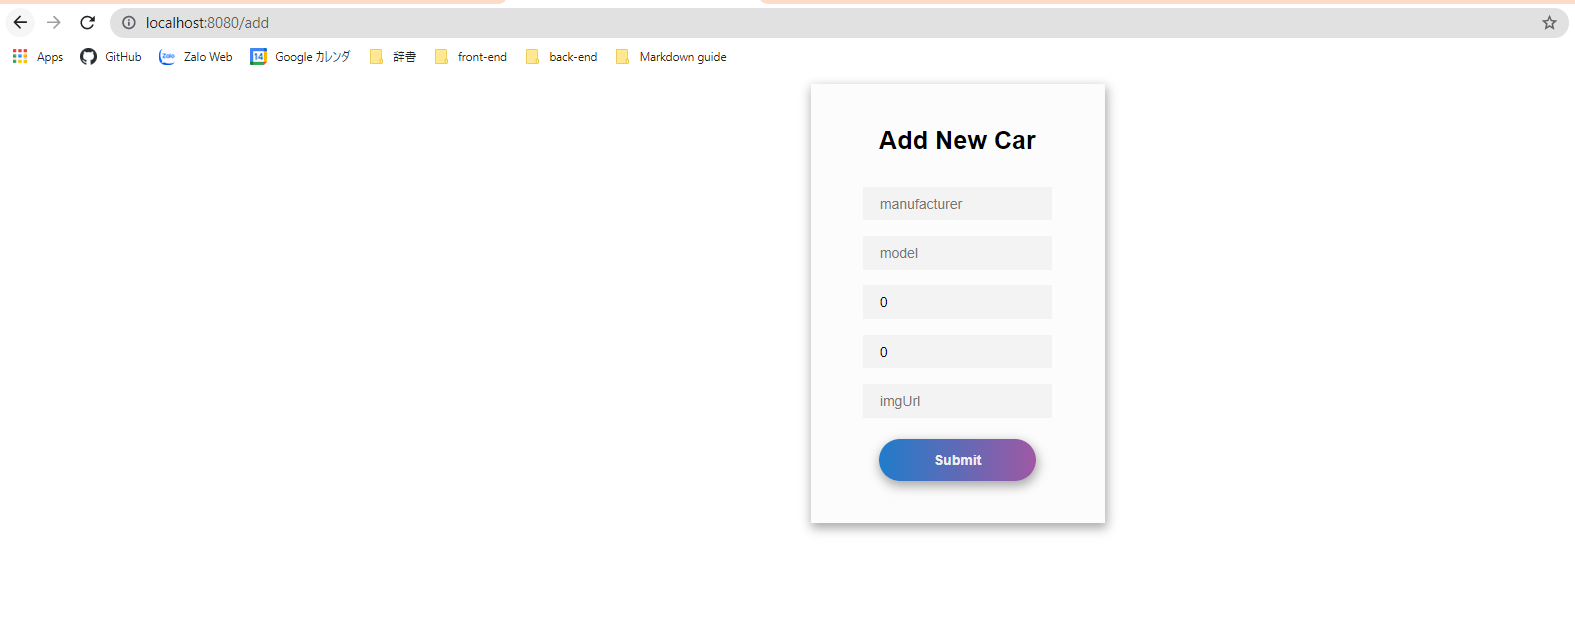 localhost:8080/add
Apps GitHub Zalo Zalo Web 14 Google カレンダ 辞書 front-end back-end Markdown guide
Add New Car
manufacturer
model
0
0
imgUrl
Submit